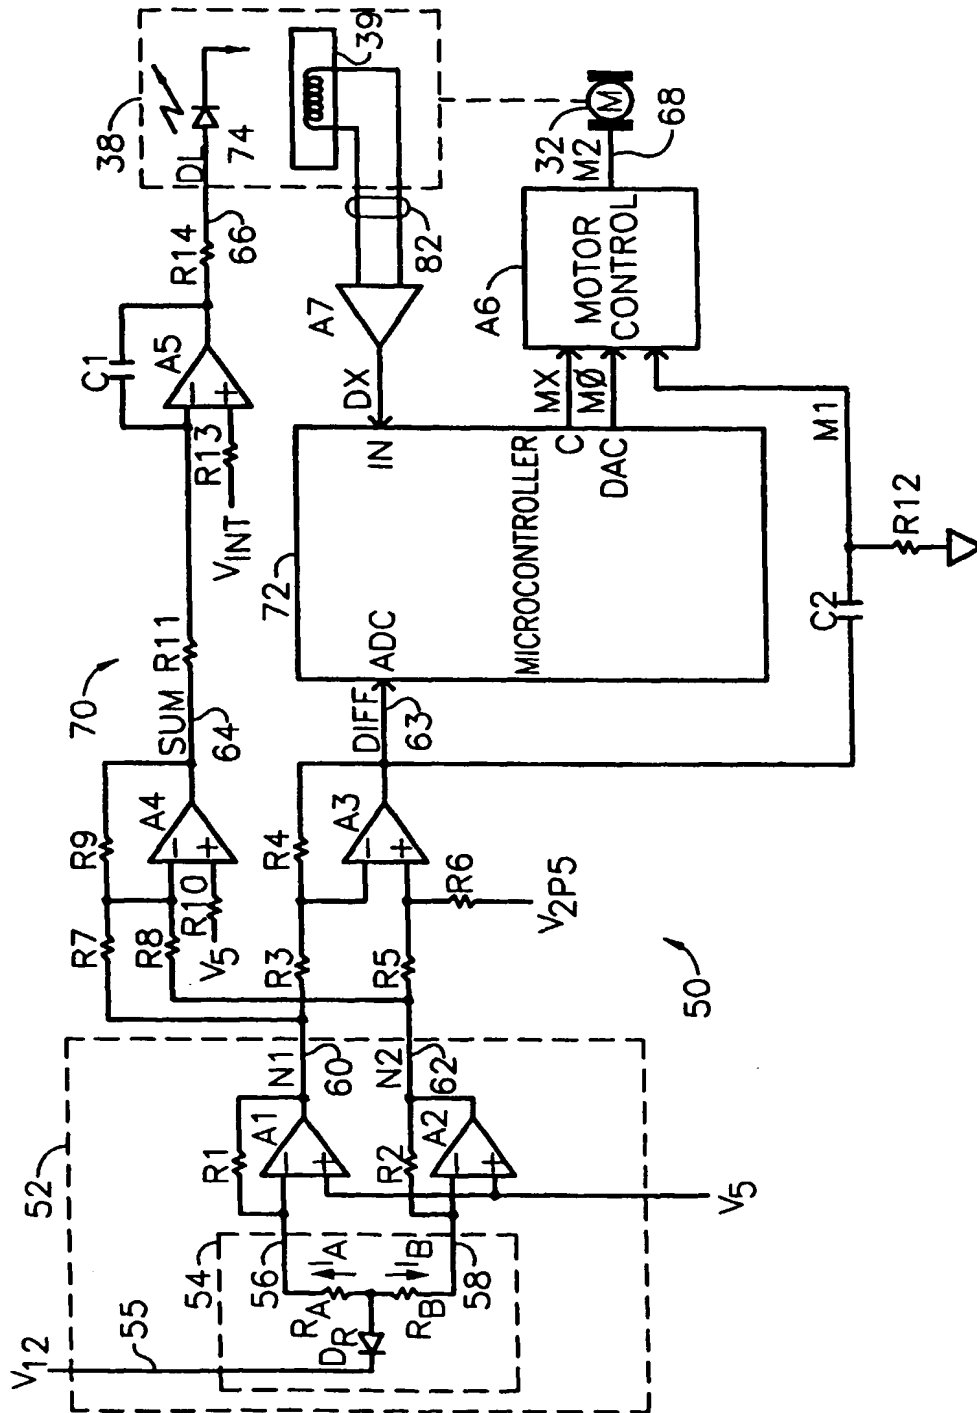 38
DL
74
39
R14
66
C1
A5
R13
VINT
A7
82
DX
32
M
M2
68
A6
MOTOR
CONTROL
MX
MØ
M1
IN
C
DAC
MICROCONTROLLER
72
ADC
70
R11
SUM
64
A4
R9
R7
R8
R10
V5
DIFF
63
A3
R4
R3
R5
R6
V2P5
C2
R12
50
52
N1
60
N2
62
A1
R1
A2
R2
V5
54
56
IA
IB
58
RA
RB
DR
55
V12